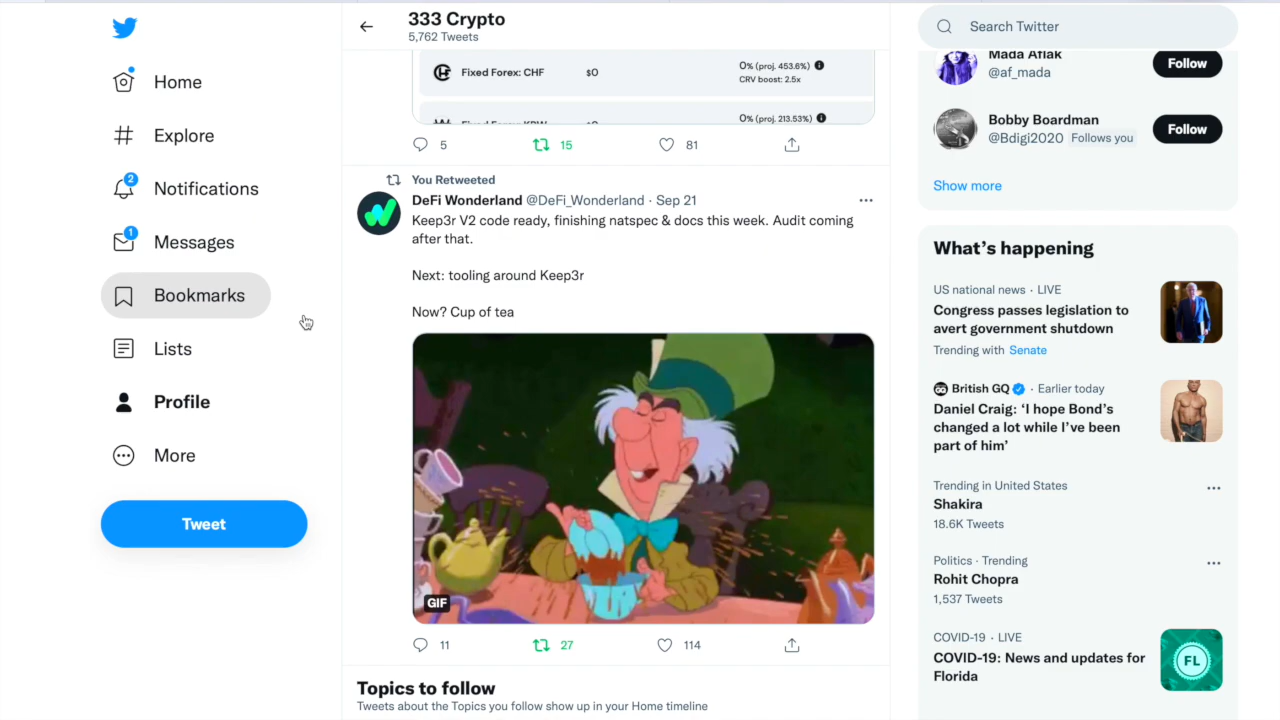 Home
Explore
2
Notifications
1
Messages
Bookmarks
Lists
Profile
More
Tweet
333 Crypto
5,762 Tweets
Fixed Forex: CHF
$0
0% (proj. 453.6%)
CRV boost: 2.5x
Fixed Forex: KRW
0% (proj. 213.53%)
5
15
81
You Retweeted
DeFi Wonderland @DeFi_Wonderland · Sep 21
Keep3r V2 code ready, finishing natspec & docs this week. Audit coming
after that.
Next: tooling around Keep3r
Now? Cup of tea
GIF
11
27
114
Topics to follow
Tweets about the Topics you follow show up in your Home timeline
Search Twitter
Mada Aflak
@af_mada
Follow
Bobby Boardman
@Bdigi2020 Follows you
Follow
Show more
What's happening
US national news · LIVE
Congress passes legislation to
avert government shutdown
Trending with Senate
British GQ · Earlier today
Daniel Craig: 'I hope Bond's
changed a lot while I've been
part of him'
Trending in United States
Shakira
18.6K Tweets
Politics · Trending
Rohit Chopra
1,537 Tweets
COVID-19 · LIVE
COVID-19: News and updates for
Florida
FL